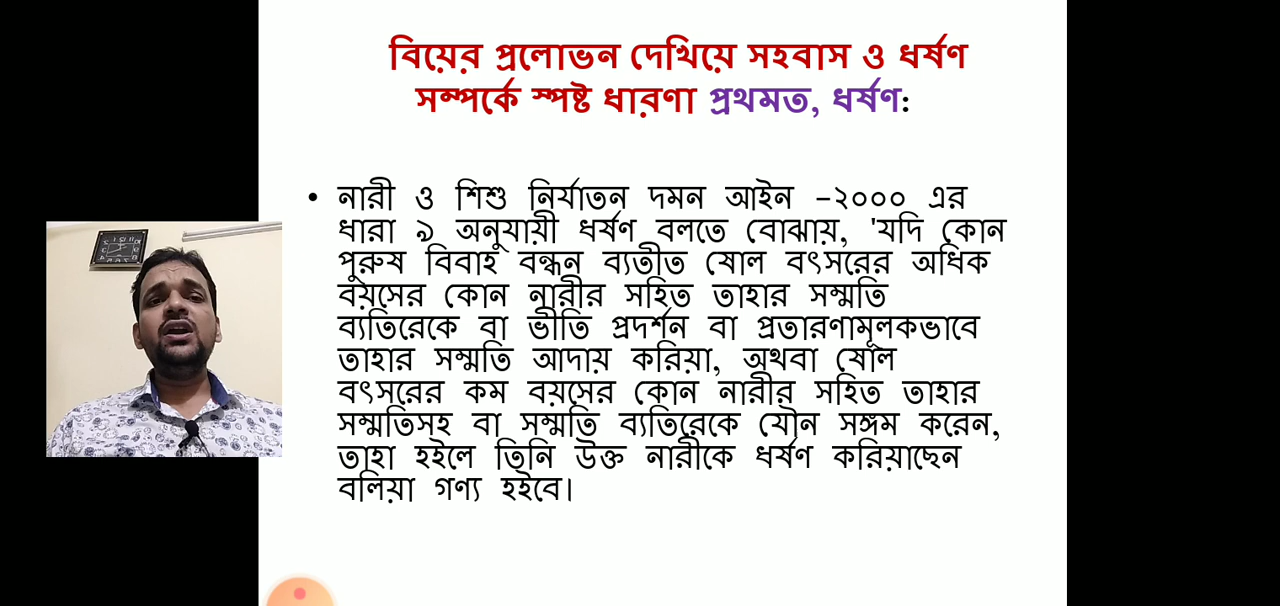 বিয়ের প্রলোভন দেখিয়ে সহবাস ও ধর্ষণ
সম্পর্কে স্পষ্ট ধারণা প্রথমত, ধর্ষণ:
• নারী ও শিশু নির্যাতন দমন আইন –২০০০ এর
ধারা ৯ অনুযায়ী ধর্ষণ বলতে বোঝায়, 'যদি কোন
পুরুষ বিবাহ বন্ধন ব্যতীত ষোল বৎসরের অধিক
বয়সের কোন নারীর সহিত তাহার সম্মতি
ব্যতিরেকে বা ভীতি প্রদর্শন বা প্রতারণামূলকভাবে
তাহার সম্মতি আদায় করিয়া, অথবা ষোল
বৎসরের কম বয়সের কোন নারীর সহিত তাহার
সম্মতিসহ বা সম্মতি ব্যতিরেকে যৌন সঙ্গম করেন,
তাহা হইলে তিনি উক্ত নারীকে ধর্ষণ করিয়াছেন
বলিয়া গণ্য হইবে।